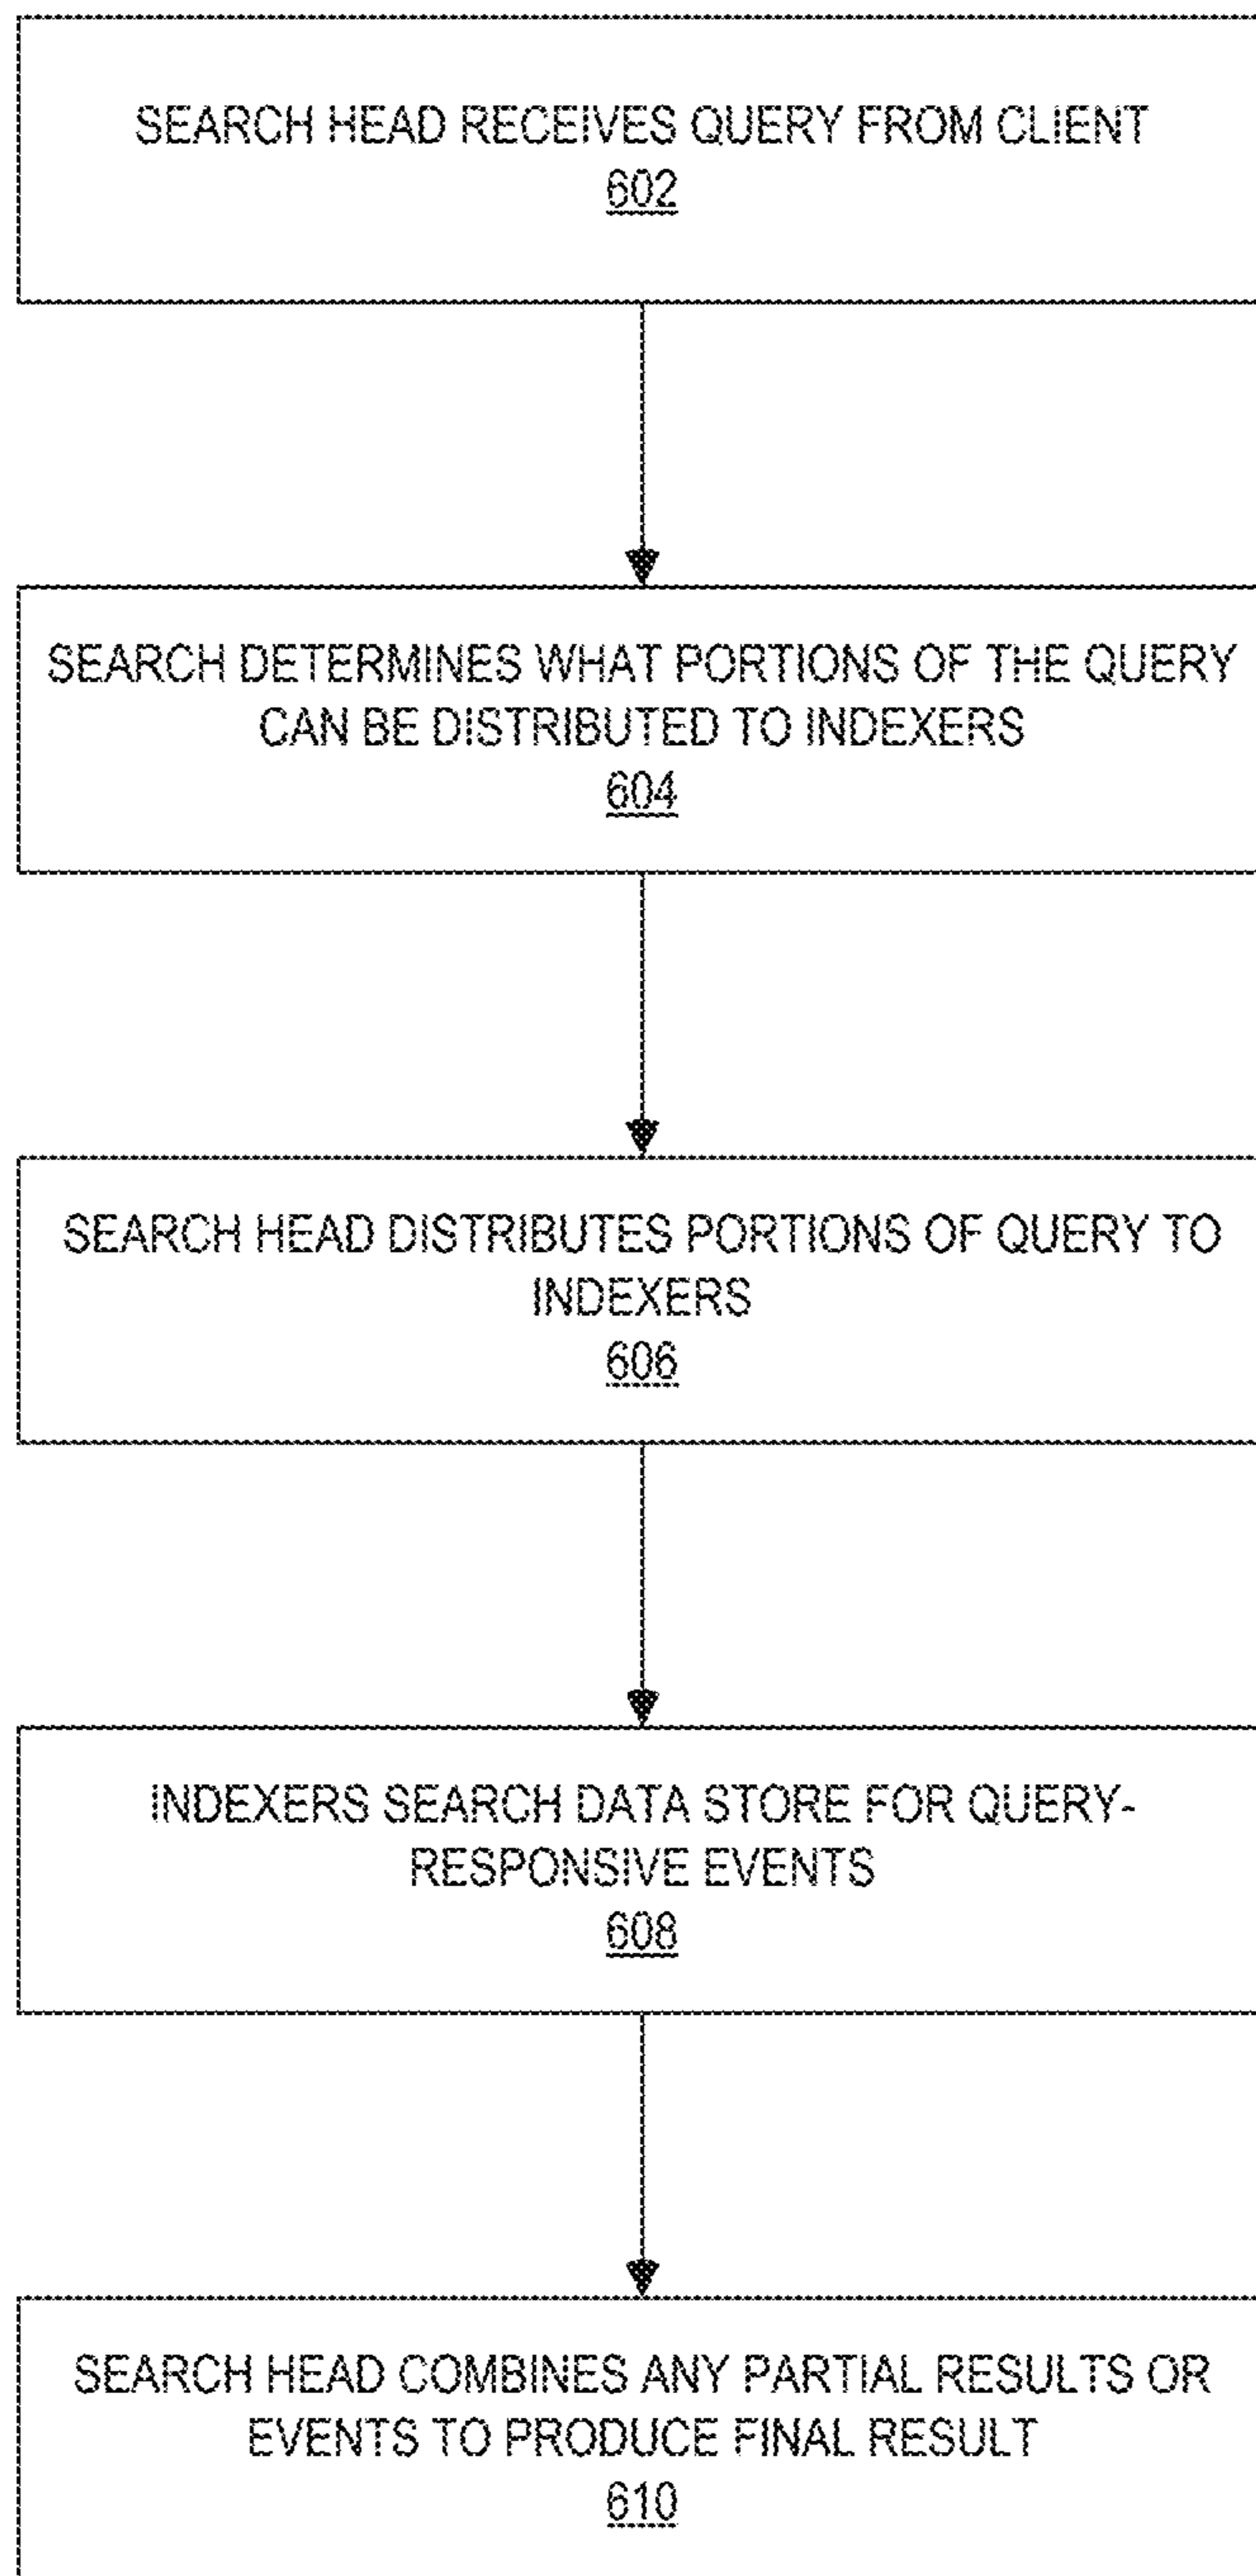 SEARCH HEAD RECEIVES QUERY FROM CLIENT
602
SEARCH DETERMINES WHAT PORTIONS OF THE QUERY
CAN BE DISTRIBUTED TO INDEXERS
604
SEARCH HEAD DISTRIBUTES PORTIONS OF QUERY TO
INDEXERS
606
INDEXERS SEARCH DATA STORE FOR QUERY-
RESPONSIVE EVENTS
608
SEARCH HEAD COMBINES ANY PARTIAL RESULTS OR
EVENTS TO PRODUCE FINAL RESULT
610